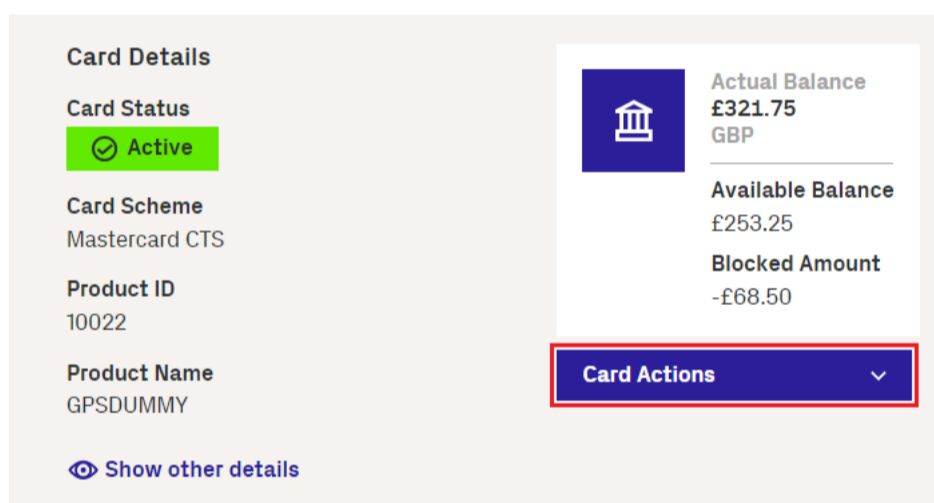 Card Details
Card Status
Active
Card Scheme
Mastercard CTS
Product ID
10022
Product Name
GPSDUMMY
Show other details
Actual Balance
£321.75
GBP
Available Balance
£253.25
Blocked Amount
-£68.50
Card Actions